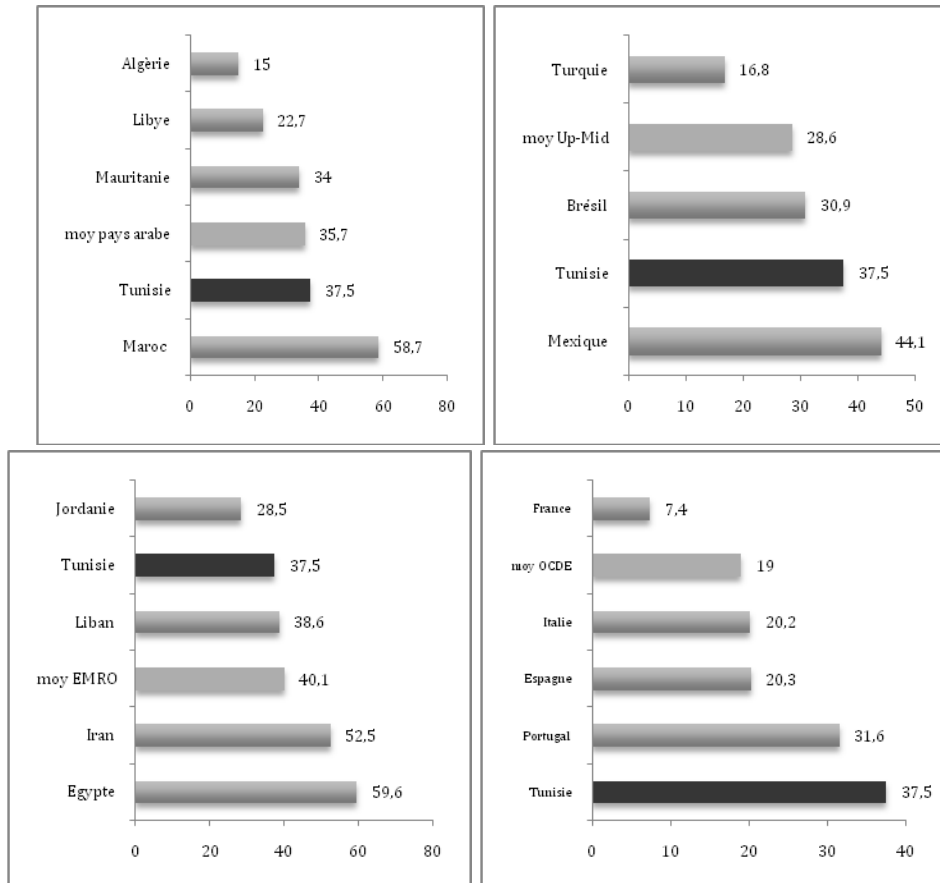 Algèrie 15
Libye 22,7
Mauritanie 34
moy pays arabe 35,7
Tunisie 37,5
Maroc 58,7
0 20 40 60 80
Turquie 16,8
moy Up-Mid 28,6
Brésil 30,9
Tunisie 37,5
Mexique 44,1
0 10 20 30 40 50
Jordanie 28,5
Tunisie 37,5
Liban 38,6
moy EMRO 40,1
Iran 52,5
Egypte 59,6
0 20 40 60 80
France 7,4
moy OCDE 19
Italie 20,2
Espagne 20,3
Portugal 31,6
Tunisie 37,5
0 10 20 30 40